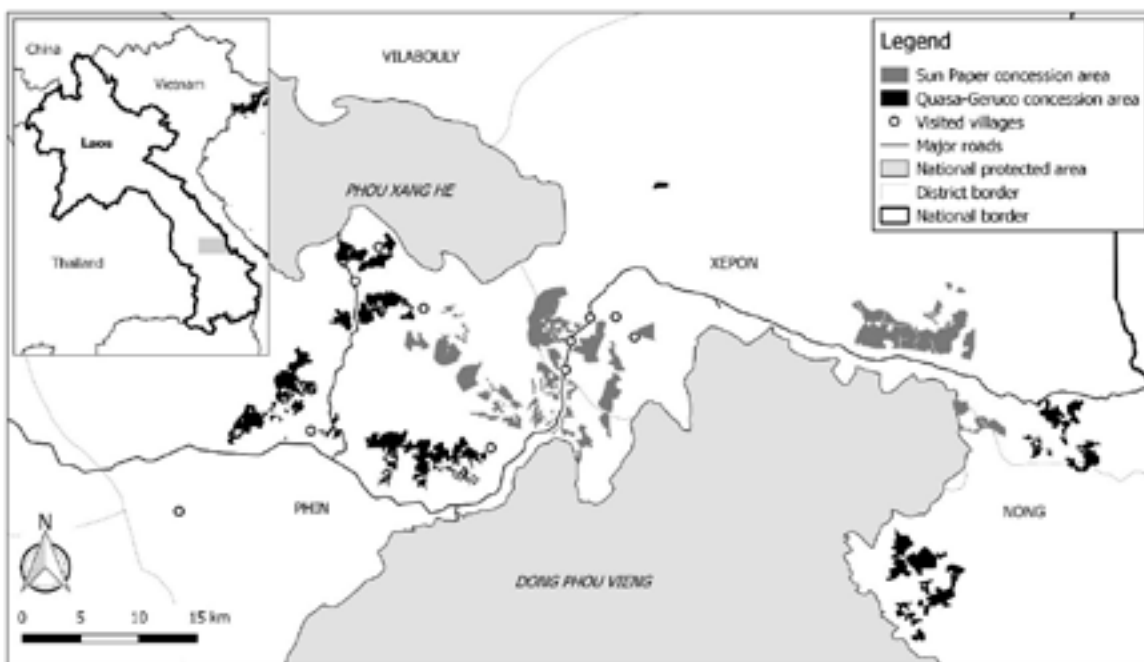 China
Vietnam
Laos
Thailand
VILABOULY
Legend
Sun Paper concession area
Quasa-Geruco concession area
Visited villages
Major roads
National protected area
District border
National border
PHOU XANG HE
XEPON
PHIN
NONG
DONG PHOU VIENG
N
0 5 10 15 km